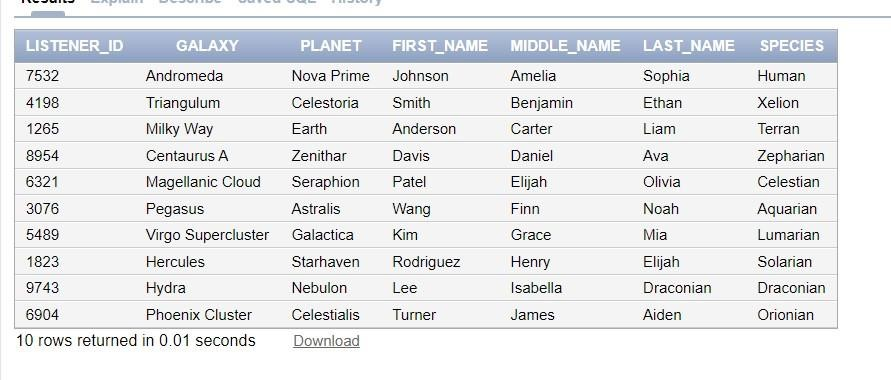 Results Explain Describe Saved SQL History
LISTENER_ID GALAXY PLANET FIRST_NAME MIDDLE_NAME LAST_NAME SPECIES
7532 Andromeda Nova Prime Johnson Amelia Sophia Human
4198 Triangulum Celestoria Smith Benjamin Ethan Xelion
1265 Milky Way Earth Anderson Carter Liam Terran
8954 Centaurus A Zenithar Davis Daniel Ava Zepharian
6321 Magellanic Cloud Seraphion Patel Elijah Olivia Celestian
3076 Pegasus Astralis Wang Finn Noah Aquarian
5489 Virgo Supercluster Galactica Kim Grace Mia Lumarian
1823 Hercules Starhaven Rodriguez Henry Elijah Solarian
9743 Hydra Nebulon Lee Isabella Draconian Draconian
6904 Phoenix Cluster Celestialis Turner James Aiden Orionian
10 rows returned in 0.01 seconds Download